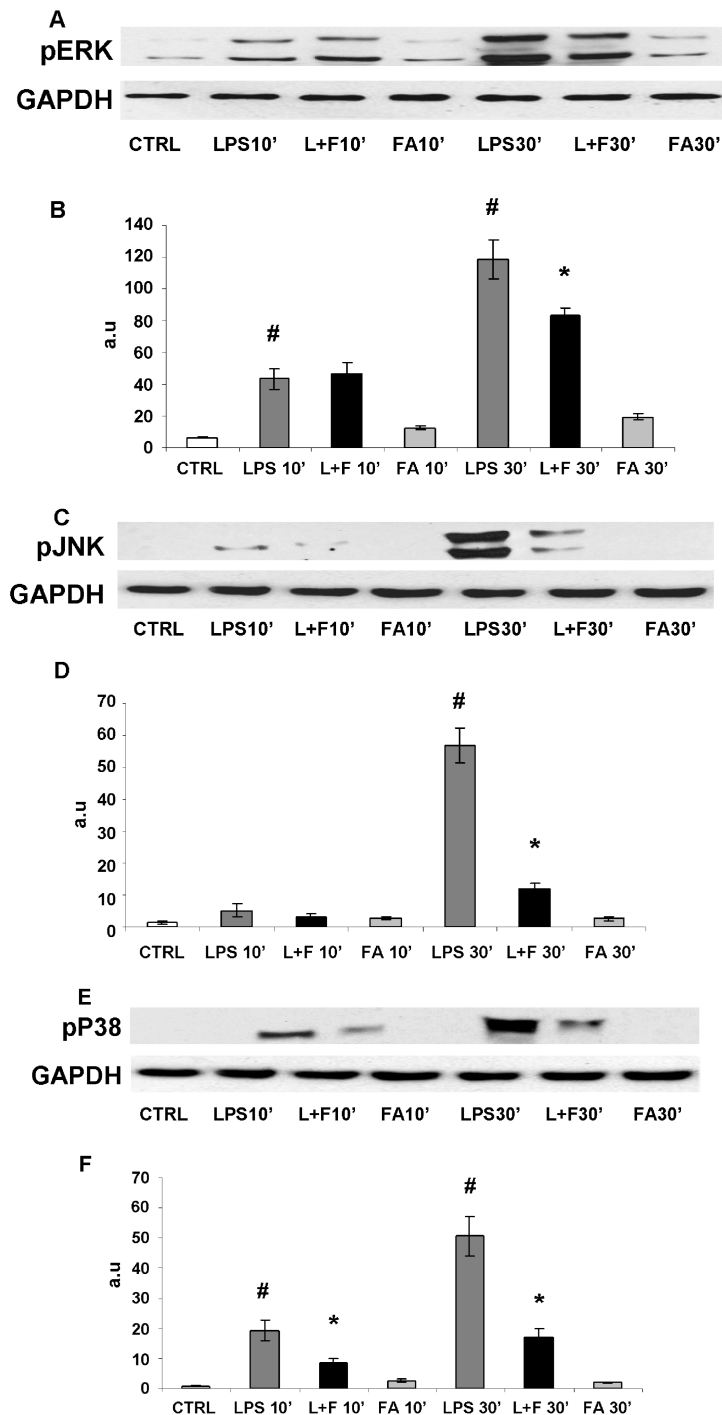 A
pERK
GAPDH
CTRL LPS10’ L+F10’ FA10’ LPS30’ L+F30’ FA30’
B
140
120
100
80
60
40
20
0
a.u
#
#
*
CTRL LPS 10’ L+F 10’ FA 10’ LPS 30’ L+F 30’ FA 30’
C
pJNK
GAPDH
CTRL LPS10’ L+F10’ FA10’ LPS30’ L+F30’ FA30’
D
70
60
50
40
30
20
10
0
a.u
#
*
CTRL LPS 10’ L+F 10’ FA 10’ LPS 30’ L+F 30’ FA 30’
E
pP38
GAPDH
CTRL LPS10’ L+F10’ FA10’ LPS30’ L+F30’ FA30’
F
70
60
50
40
30
20
10
0
a.u
#
*
#
*
CTRL LPS 10’ L+F 10’ FA 10’ LPS 30’ L+F 30’ FA 30’